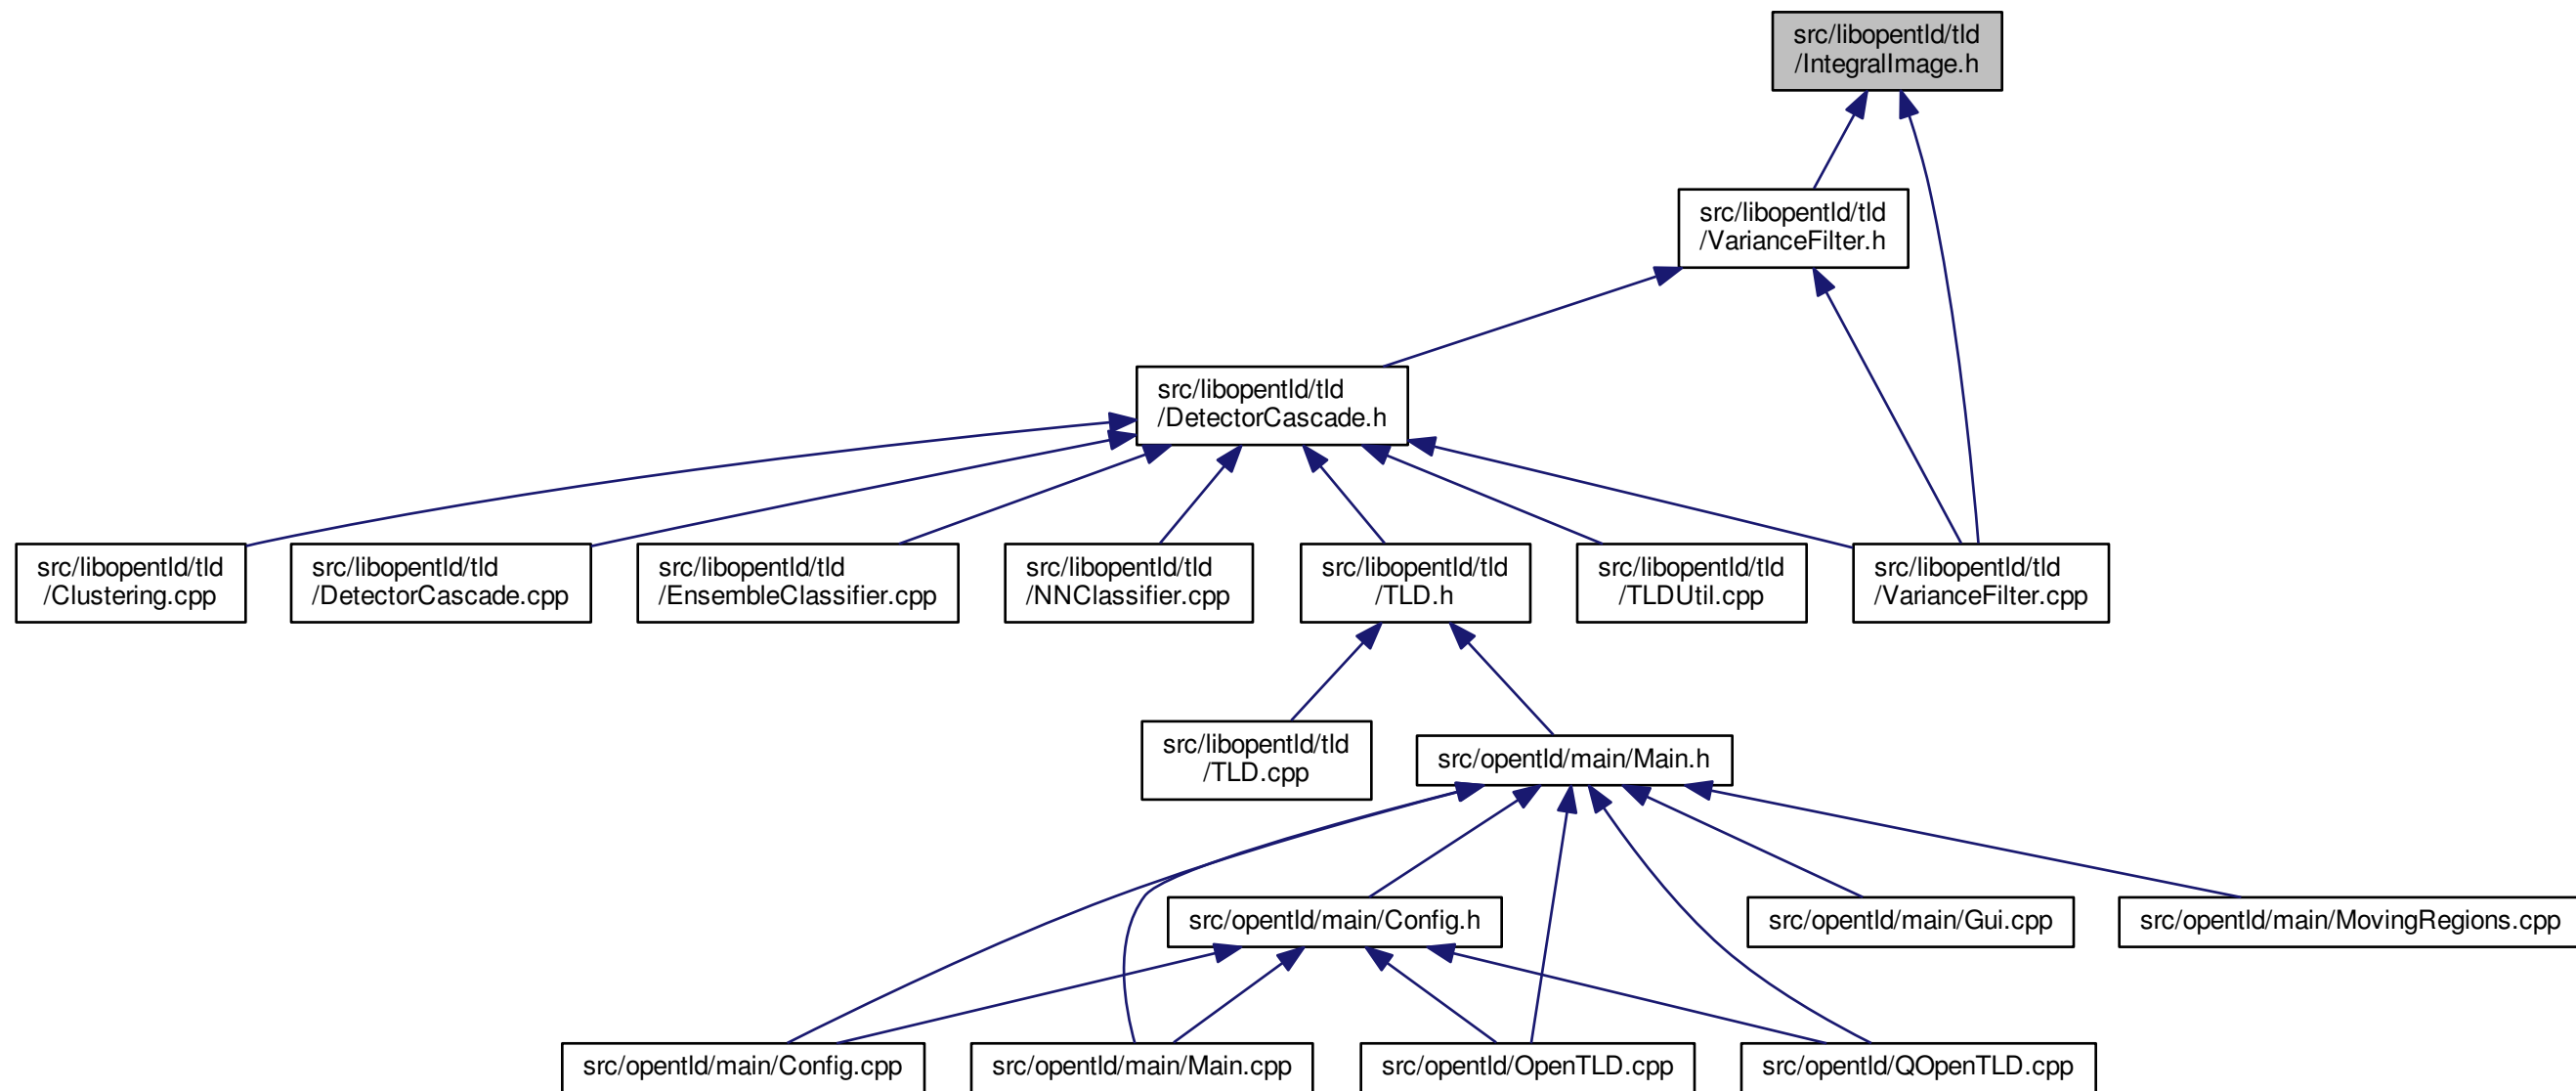 src/libopentld/tld
/IntegralImage.h
src/libopentld/tld
/VarianceFilter.h
src/libopentld/tld
/DetectorCascade.h
src/libopentld/tld
/Clustering.cpp
src/libopentld/tld
/DetectorCascade.cpp
src/libopentld/tld
/EnsembleClassifier.cpp
src/libopentld/tld
/NNClassifier.cpp
src/libopentld/tld
/TLD.h
src/libopentld/tld
/TLDUtil.cpp
src/libopentld/tld
/VarianceFilter.cpp
src/libopentld/tld
/TLD.cpp
src/opentld/main/Main.h
src/opentld/main/Config.h
src/opentld/main/Gui.cpp
src/opentld/main/MovingRegions.cpp
src/opentld/main/Config.cpp
src/opentld/main/Main.cpp
src/opentld/OpenTLD.cpp
src/opentld/QOpenTLD.cpp